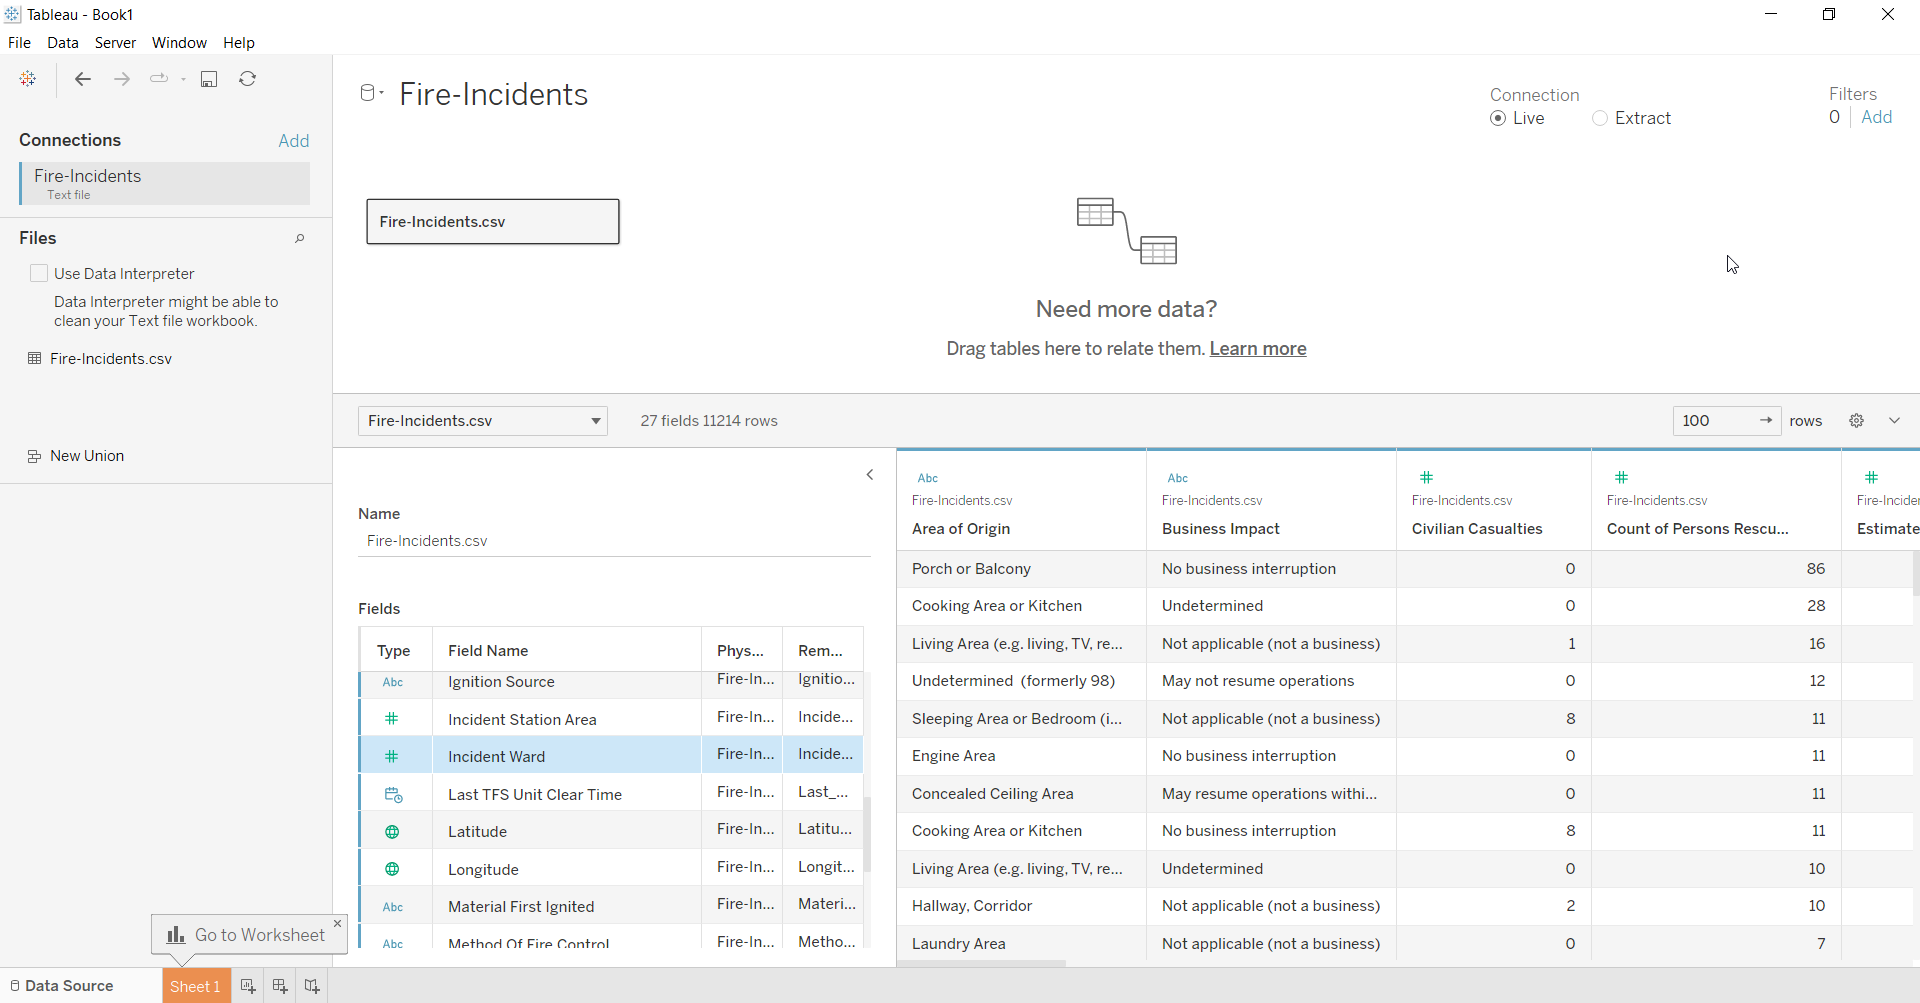 Tableau - Book1
File Data Server Window Help
Connections Add
Fire-Incidents
Text file
Files
Use Data Interpreter
Data Interpreter might be able to
clean your Text file workbook.
Fire-Incidents.csv
New Union
Fire-Incidents
Connection
Live Extract
Filters
0 Add
Fire-Incidents.csv
Need more data?
Drag tables here to relate them. Learn more
Fire-Incidents.csv 27 fields 11214 rows 100 rows
Name
Fire-Incidents.csv
Fields
Type Field Name Phys... Rem...
Abc Ignition Source Fire-In... Ignitio...
Incident Station Area Fire-In... Incide...
Incident Ward Fire-In... Incide...
Last TFS Unit Clear Time Fire-In... Last_...
Latitude Fire-In... Latitu...
Longitude Fire-In... Longit...
Abc Material First Ignited Fire-In... Materi...
Abc Method Of Fire Control Fire-In... Metho...
Abc Abc # # #
Fire-Incidents.csv Fire-Incidents.csv Fire-Incidents.csv Fire-Incidents.csv Fire-Incider
Area of Origin Business Impact Civilian Casualties Count of Persons Rescu... Estimate
Porch or Balcony No business interruption 0 86
Cooking Area or Kitchen Undetermined 0 28
Living Area (e.g. living, TV, re... Not applicable (not a business) 1 16
Undetermined (formerly 98) May not resume operations 0 12
Sleeping Area or Bedroom (i... Not applicable (not a business) 8 11
Engine Area No business interruption 0 11
Concealed Ceiling Area May resume operations withi... 0 11
Cooking Area or Kitchen No business interruption 8 11
Living Area (e.g. living, TV, re... Undetermined 0 10
Hallway, Corridor Not applicable (not a business) 2 10
Laundry Area Not applicable (not a business) 0 7
Go to Worksheet
Data Source Sheet 1